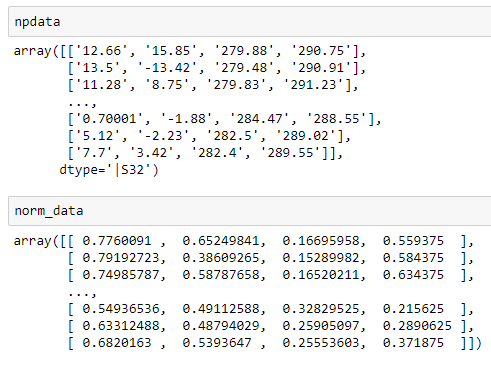 npdata
array([['12.66', '15.85', '279.88', '290.75'],
['13.5', '-13.42', '279.48', '290.91'],
['11.28', '8.75', '279.83', '291.23'],
...,
['0.70001', '-1.88', '284.47', '288.55'],
['5.12', '-2.23', '282.5', '289.02'],
['7.7', '3.42', '282.4', '289.55']],
dtype='|S32')
norm_data
array([[ 0.7760091 , 0.65249841, 0.16695958, 0.559375 ],
[ 0.79192723, 0.38609265, 0.15289982, 0.584375 ],
[ 0.74985787, 0.58787658, 0.16520211, 0.634375 ],
...,
[ 0.54936536, 0.49112588, 0.32829525, 0.215625 ],
[ 0.63312488, 0.48794029, 0.25905097, 0.2890625 ],
[ 0.6820163 , 0.5393647 , 0.25553603, 0.371875 ]])